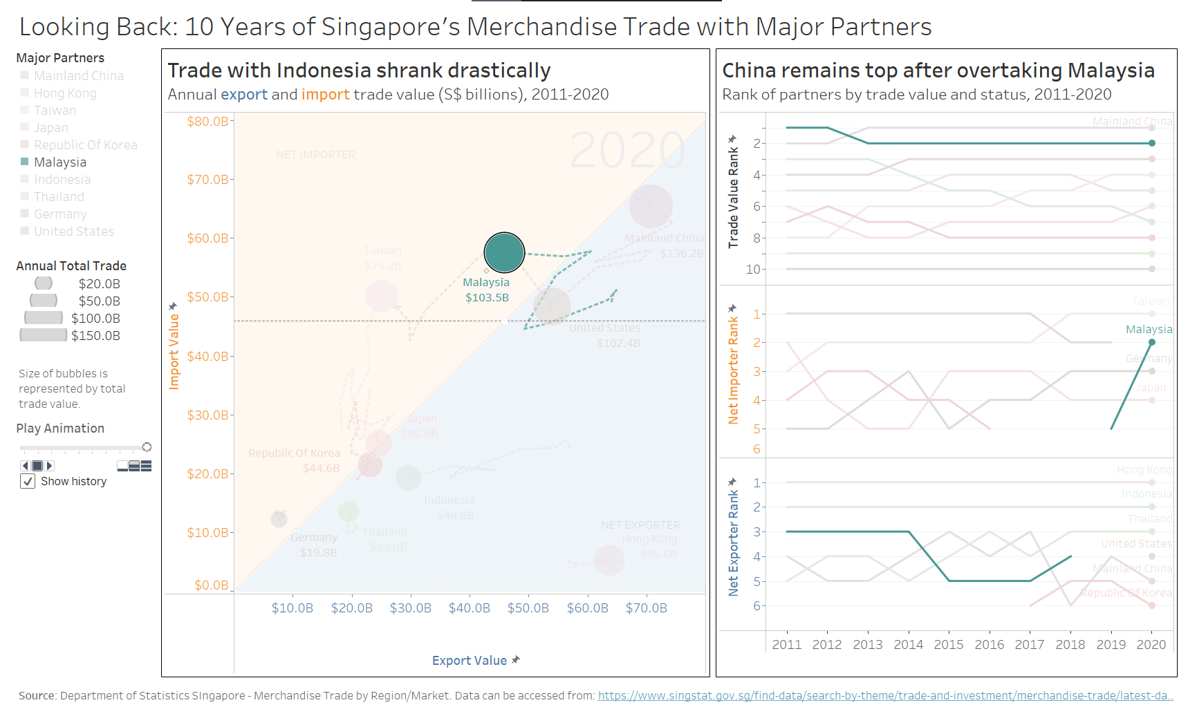 Looking Back: 10 Years of Singapore's Merchandise Trade with Major Partners
Major Partners
Mainland China
Hong Kong
Taiwan
Japan
Republic Of Korea
Malaysia
Indonesia
Thailand
Germany
United States
Annual Total Trade
$20.0B
$50.0B
$100.0B
$150.0B
Size of bubbles is
represented by total
trade value.
Play Animation
Show history
Trade with Indonesia shrank drastically
Annual export and import trade value (S$ billions), 2011-2020
Import Value
$80.0B
$70.0B
$60.0B
$50.0B
$40.0B
$30.0B
$20.0B
$10.0B
$0.0B
2020
NET IMPORTER
Taiwan
$75.2B
Mainland China
$136.2B
Malaysia
$103.5B
United States
$102.4B
Japan
$49.6B
Republic Of Korea
$44.6B
Indonesia
$48.8B
Thailand
$33.0B
Germany
$19.8B
NET EXPORTER
Hong Kong
$69.0B
$10.0B $20.0B $30.0B $40.0B $50.0B $60.0B $70.0B
Export Value
China remains top after overtaking Malaysia
Rank of partners by trade value and status, 2011-2020
Trade Value Rank
2
4
6
8
10
Mainland China
Net Importer Rank
1
2
3
4
5
6
Taiwan
Malaysia
Germany
Japan
Net Exporter Rank
1
2
3
4
5
6
Hong Kong
Indonesia
Thailand
United States
Mainland China
Republic Of Korea
2011 2012 2013 2014 2015 2016 2017 2018 2019 2020
Source: Department of Statistics Singapore - Merchandise Trade by Region/Market. Data can be accessed from: https://www.singstat.gov.sg/find-data/search-by-theme/trade-and-investment/merchandise-trade/latest-da..